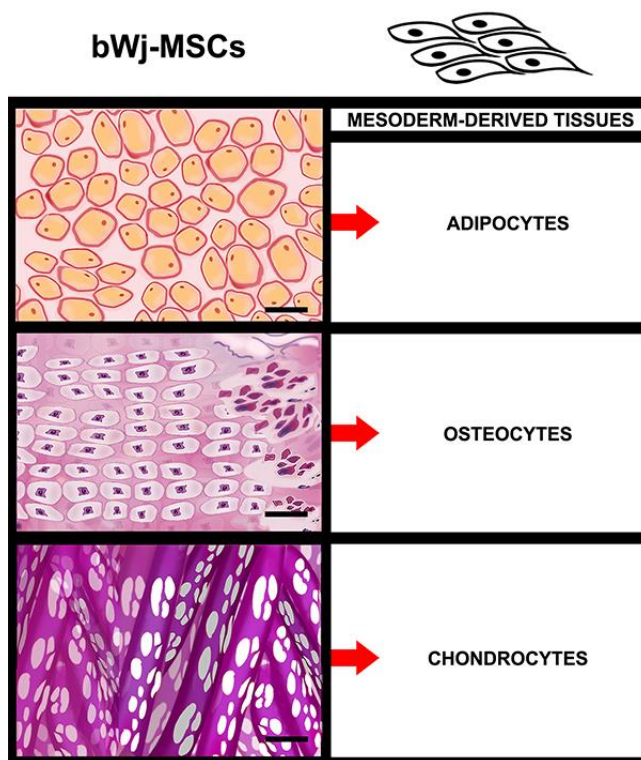 bWj-MSCs
MESODERM-DERIVED TISSUES
ADIPOCYTES
OSTEOCYTES
CHONDROCYTES